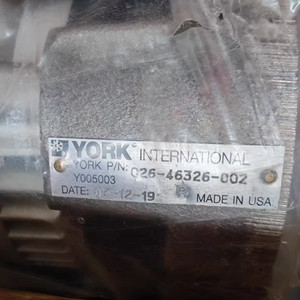 YORK INTERNATIONAL
YORK P/N: 026-46326-002
Y005003
DATE: -12-19
MADE IN USA